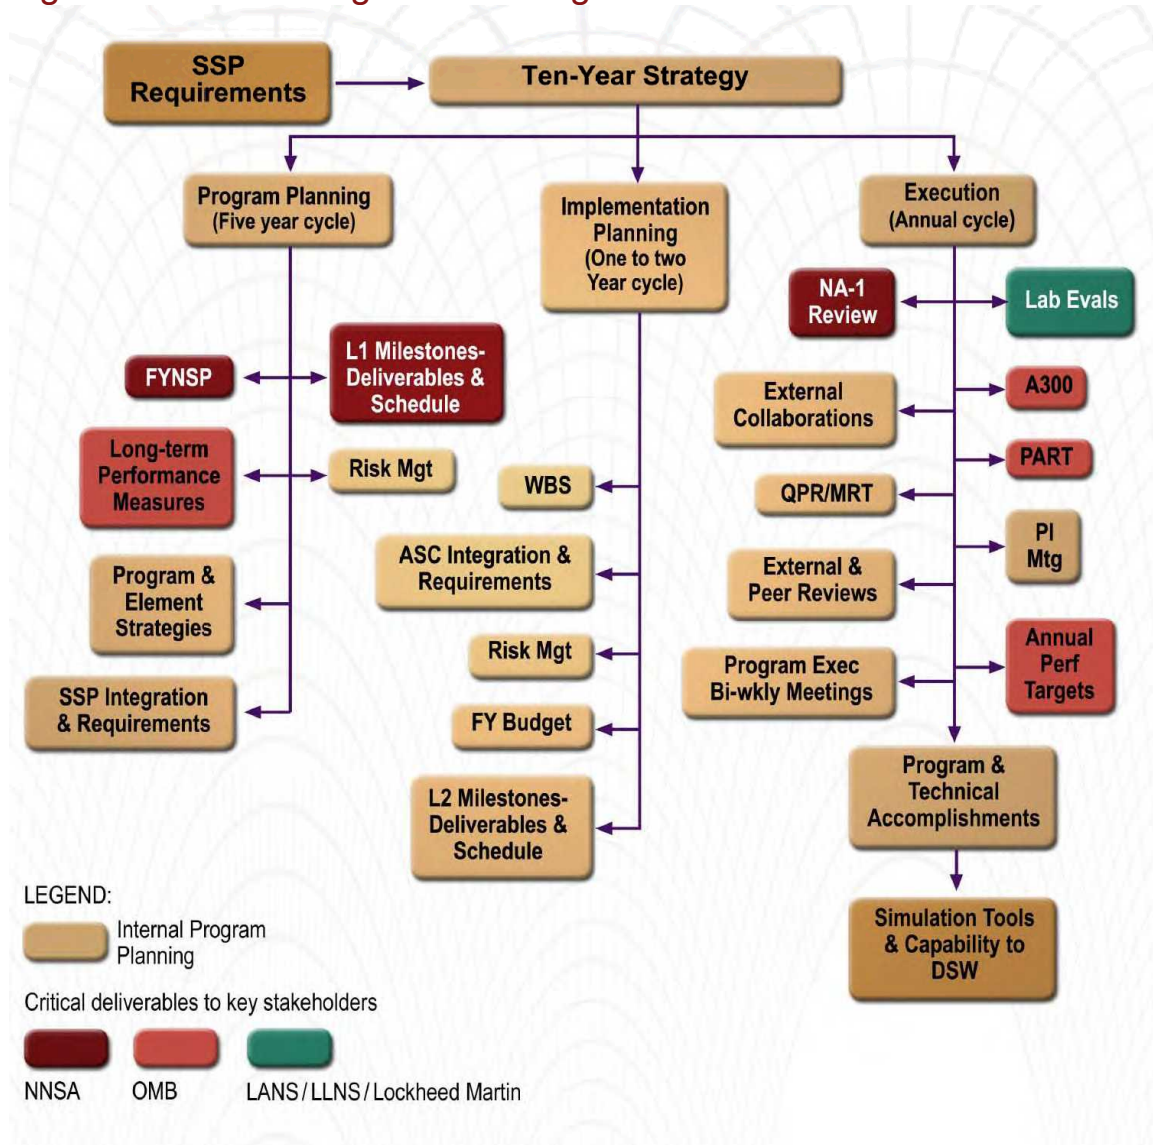 SSP
Requirements
Ten-Year Strategy
Program Planning
(Five year cycle)
Implementation
Planning
(One to two
Year cycle)
Execution
(Annual cycle)
NA-1
Review
Lab Evals
FYNSP
L1 Milestones-
Deliverables &
Schedule
External
Collaborations
A300
Long-term
Performance
Measures
Risk Mgt
WBS
QPR/MRT
PART
ASC Integration &
Requirements
External &
Peer Reviews
PI
Mtg
Program &
Element
Strategies
Risk Mgt
Program Exec
Bi-wkly Meetings
Annual
Perf
Targets
SSP Integration
& Requirements
FY Budget
L2 Milestones-
Deliverables &
Schedule
Program &
Technical
Accomplishments
Simulation Tools
& Capability to
DSW
LEGEND:
Internal Program
Planning
Critical deliverables to key stakeholders
NNSA
OMB
LANS/LLNS/Lockheed Martin